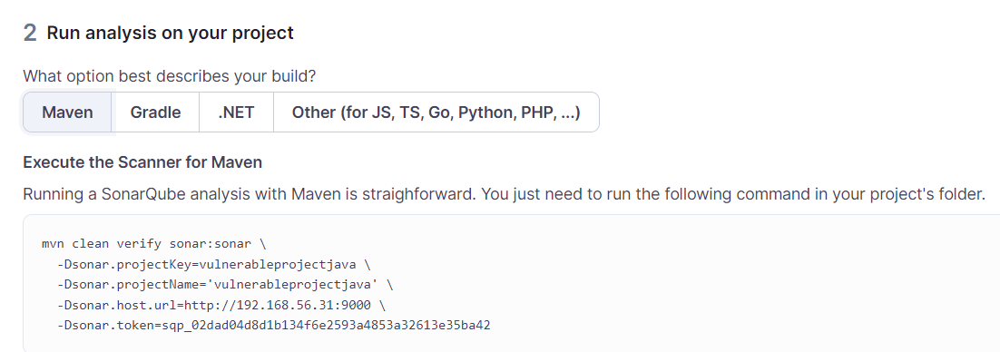 2 Run analysis on your project
What option best describes your build?
Maven Gradle .NET Other (for JS, TS, Go, Python, PHP, ...)
Execute the Scanner for Maven
Running a SonarQube analysis with Maven is straighforward. You just need to run the following command in your project's folder.
mvn clean verify sonar:sonar \
-Dsonar.projectKey=vulnerableprojectjava \
-Dsonar.projectName='vulnerableprojectjava' \
-Dsonar.host.url=http://192.168.56.31:9000 \
-Dsonar.token=sqp_02dad04d8d1b134f6e2593a4853a32613e35ba42